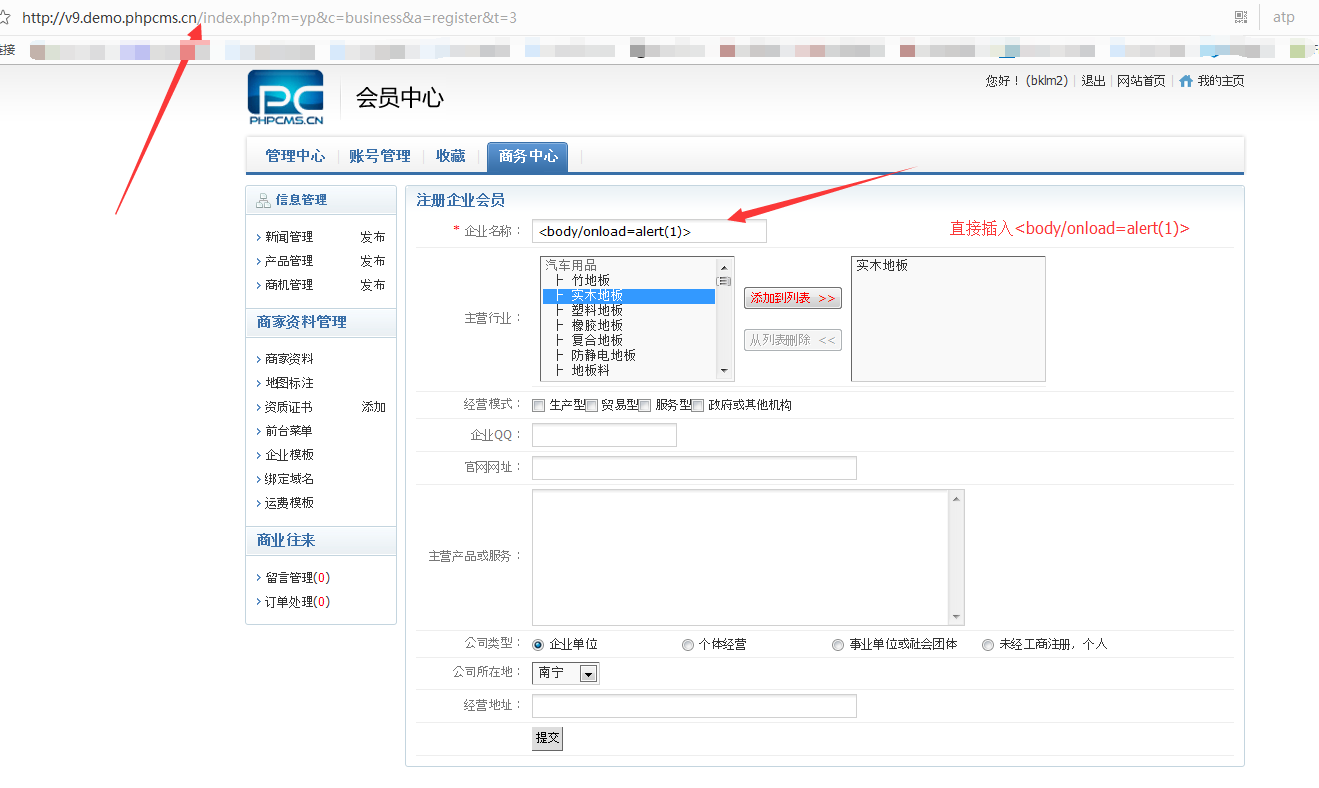 http://v9.demo.phpcms.cn/index.php?m=yp&c=business&a=register&t=3
atp
连接
您好！ (bklm2) | 退出 | 网站首页 | 我的主页
PC
PHPCMS.CN
会员中心
管理中心 账号管理 收藏 商务中心
信息管理
新闻管理 发布
产品管理 发布
商机管理 发布
商家资料管理
商家资料
地图标注
资质证书 添加
前台菜单
企业模板
绑定域名
运费模板
商业往来
留言管理(0)
订单处理(0)
注册企业会员
* 企业名称： <body/onload=alert(1)>
直接插入<body/onload=alert(1)>
主营行业：
汽车用品
├ 竹地板
├ 实木地板
├ 塑料地板
├ 橡胶地板
├ 复合地板
├ 防静电地板
├ 地板料
添加到列表 >>
从列表删除 <<
实木地板
经营模式： 生产型 贸易型 服务型 政府或其他机构
企业QQ：
官网网址：
主营产品或服务：
公司类型： 企业单位 个体经营 事业单位或社会团体 未经工商注册，个人
公司所在地： 南宁
经营地址：
提交